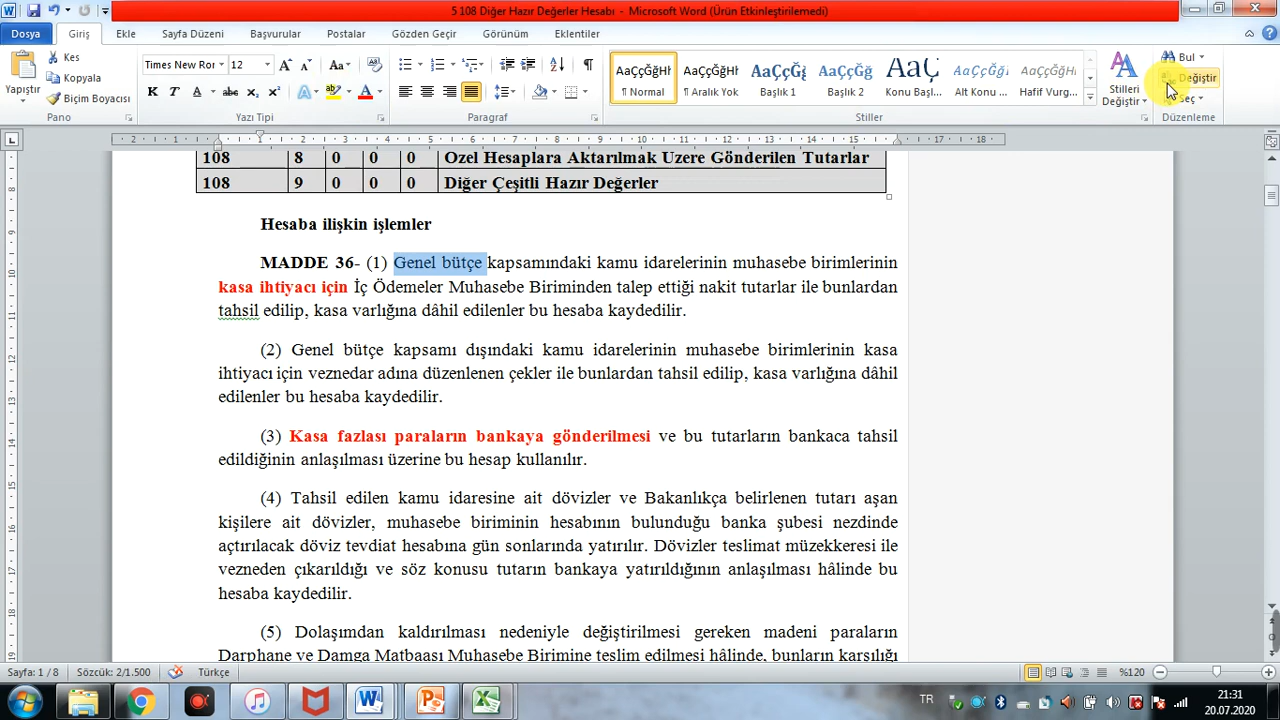 5 108 Diğer Hazır Değerler Hesabı - Microsoft Word (Ürün Etkinleştirilemedi)
Dosya Giriş Ekle Sayfa Düzeni Başvurular Postalar Gözden Geçir Görünüm Eklentiler
Yapıştır
Kes
Kopyala
Biçim Boyacısı
Pano
Times New Ror 12
K T A abc x₂ x²
Yazı Tipi
Paragraf
AaÇçĞğHł AaÇçĞğHł AaÇçĞğ AaÇçĞğ AaÇ AaÇçĞğ AaÇçĞğH
¶ Normal ¶ Aralık Yok Başlık 1 Başlık 2 Konu Başl... Alt Konu ... Hafif Vurg...
Stiller
Stilleri
Değiştir
Bul
Değiştir
Seç
Düzenleme
108 8 0 0 0 Özel Hesaplara Aktarılmak Üzere Gönderilen Tutarlar
108 9 0 0 0 Diğer Çeşitli Hazır Değerler
Hesaba ilişkin işlemler
MADDE 36- (1) Genel bütçe kapsamındaki kamu idarelerinin muhasebe birimlerinin
kasa ihtiyacı için İç Ödemeler Muhasebe Biriminden talep ettiği nakit tutarlar ile bunlardan
tahsil edilip, kasa varlığına dâhil edilenler bu hesaba kaydedilir.
(2) Genel bütçe kapsamı dışındaki kamu idarelerinin muhasebe birimlerinin kasa
ihtiyacı için veznedar adına düzenlenen çekler ile bunlardan tahsil edilip, kasa varlığına dâhil
edilenler bu hesaba kaydedilir.
(3) Kasa fazlası paraların bankaya gönderilmesi ve bu tutarların bankaca tahsil
edildiğinin anlaşılması üzerine bu hesap kullanılır.
(4) Tahsil edilen kamu idaresine ait dövizler ve Bakanlıkça belirlenen tutarı aşan
kişilere ait dövizler, muhasebe biriminin hesabının bulunduğu banka şubesi nezdinde
açtırılacak döviz tevdiat hesabına gün sonlarında yatırılır. Dövizler teslimat müzekkeresi ile
vezneden çıkarıldığı ve söz konusu tutarın bankaya yatırıldığının anlaşılması hâlinde bu
hesaba kaydedilir.
(5) Dolaşımdan kaldırılması nedeniyle değiştirilmesi gereken madeni paraların
Darphane ve Damga Matbaası Muhasebe Birimine teslim edilmesi hâlinde, bunların karşılığı
Sayfa: 1 / 8 Sözcük: 2/1.500 Türkçe %120
TR 21:31
20.07.2020